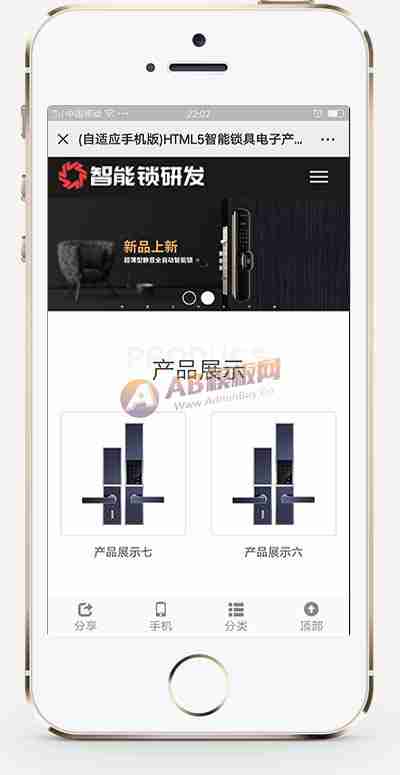 中国移动
22:02
(自适应手机版)HTML5智能锁具电子产...
智能锁研发
新品上新
超薄型静音全自动智能锁
PRODUCTS
产品展示
AB模板网
Www.AdminBuy.Cn
产品展示七
产品展示六
分享
手机
分类
顶部